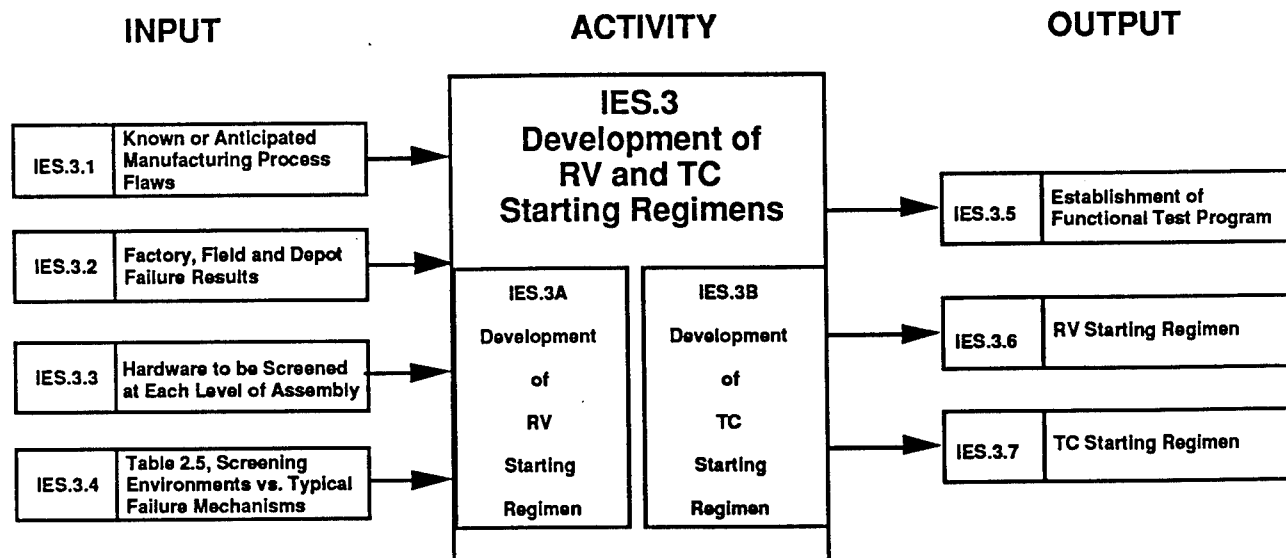 INPUT
ACTIVITY
OUTPUT
IES.3.1
Known or Anticipated
Manufacturing Process
Flaws
IES.3.2
Factory, Field and Depot
Failure Results
IES.3.3
Hardware to be Screened
at Each Level of Assembly
IES.3.4
Table 2.5, Screening
Environments vs. Typical
Failure Mechanisms
IES.3
Development of
RV and TC
Starting Regimens
IES.3A
Development
of
RV
Starting
Regimen
IES.3B
Development
of
TC
Starting
Regimen
IES.3.5
Establishment of
Functional Test Program
IES.3.6
RV Starting Regimen
IES.3.7
TC Starting Regimen